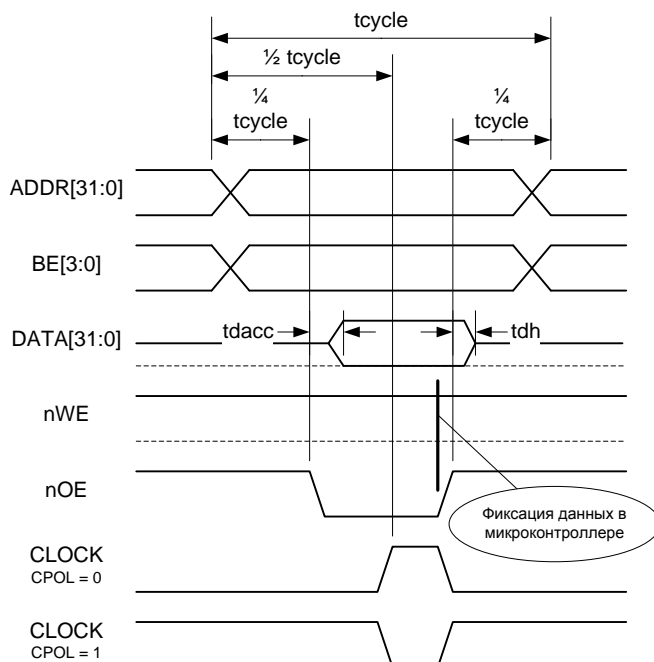 tcycle
½ tcycle
¼
tcycle
¼
tcycle
ADDR[31:0]
BE[3:0]
DATA[31:0]
tdacc
tdh
nWE
nOE
Фиксация данных в
микроконтроллере
CLOCK
CPOL = 0
CLOCK
CPOL = 1